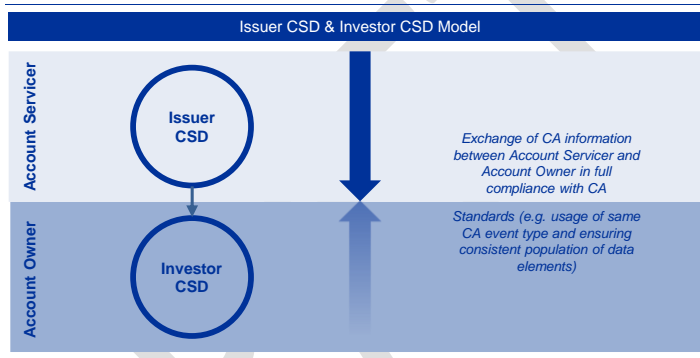 Issuer CSD & Investor CSD Model
Account Servicer
Issuer
CSD
Exchange of CA information
between Account Servicer and
Account Owner in full
compliance with CA
Standards (e.g. usage of same
CA event type and ensuring
consistent population of data
elements)
Account Owner
Investor
CSD